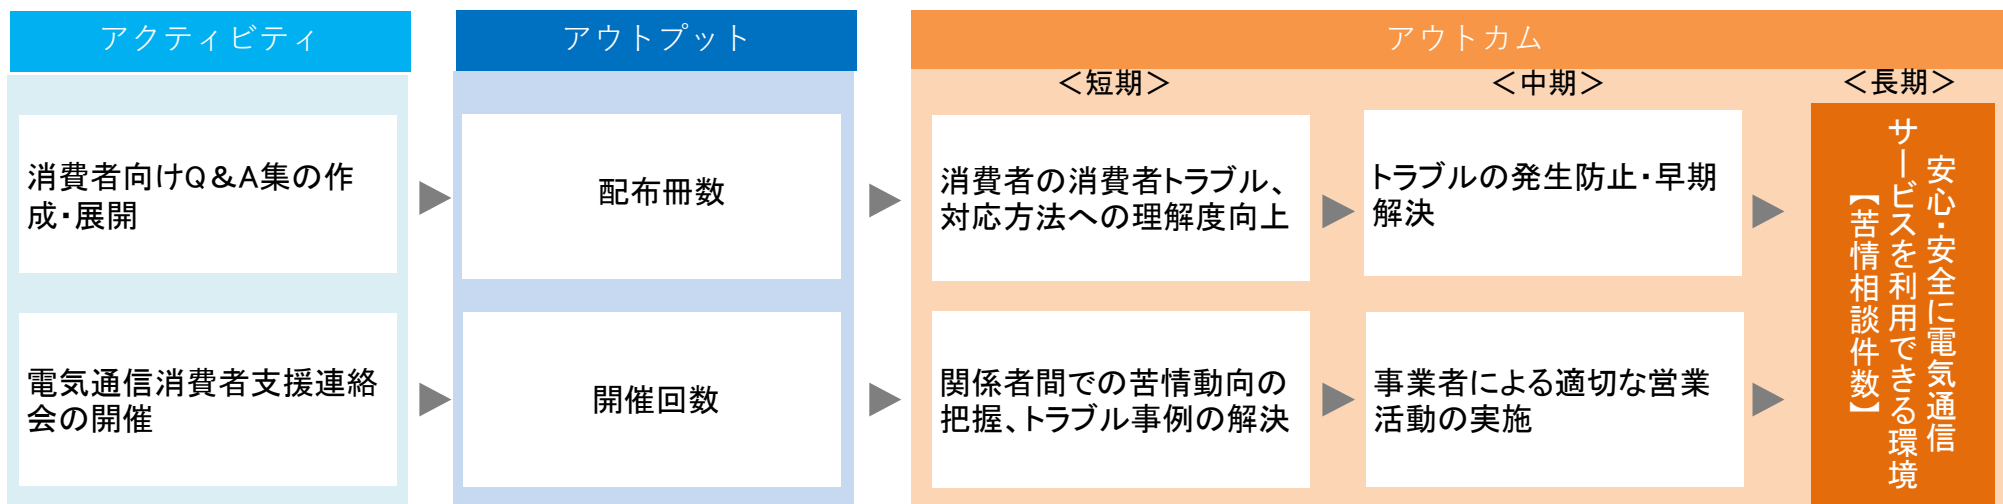 アクティビティ
アウトプット
アウトカム
＜短期＞
＜中期＞
＜長期＞
消費者向けQ＆A集の作
成・展開
配布冊数
消費者の消費者トラブル、
対応方法への理解度向上
トラブルの発生防止・早期
解決
電気通信消費者支援連絡
会の開催
開催回数
関係者間での苦情動向の
把握、トラブル事例の解決
事業者による適切な営業
活動の実施
安心・安全に電気通信
サービスを利用できる環境
【苦情相談件数】